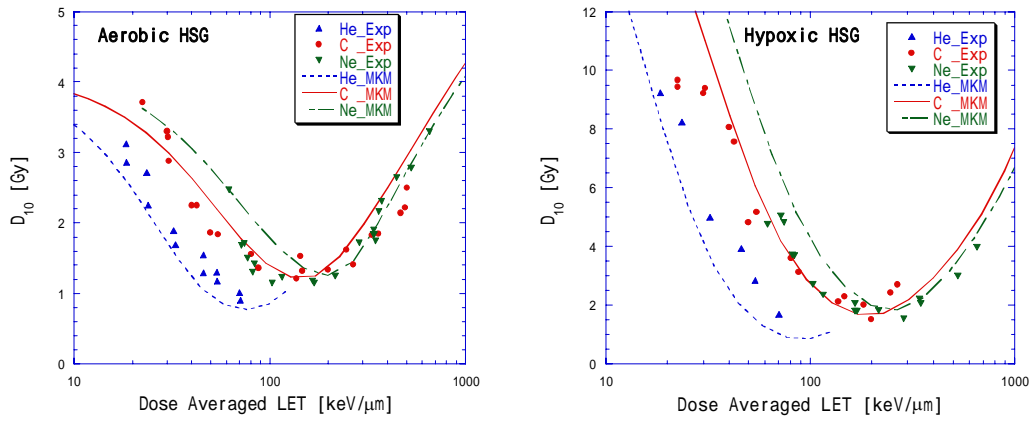 Aerobic HSG
He_Exp
C _Exp
Ne_Exp
He_MKM
C _MKM
Ne_MKM
5
4
3
2
1
0
D10 [Gy]
10
100
1000
Dose Averaged LET [keV/μm]
Hypoxic HSG
He_Exp
C _Exp
Ne_Exp
He_MKM
C _MKM
Ne_MKM
12
10
8
6
4
2
0
D10 [Gy]
10
100
1000
Dose Averaged LET [keV/μm]